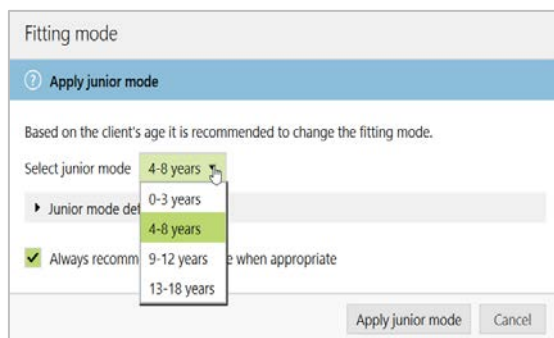 Fitting mode
Apply junior mode
Based on the client's age it is recommended to change the fitting mode.
Select junior mode 4-8 years
0-3 years
Junior mode
4-8 years
Always 9-12 years when appropriate
13-18 years
Apply junior mode Cancel